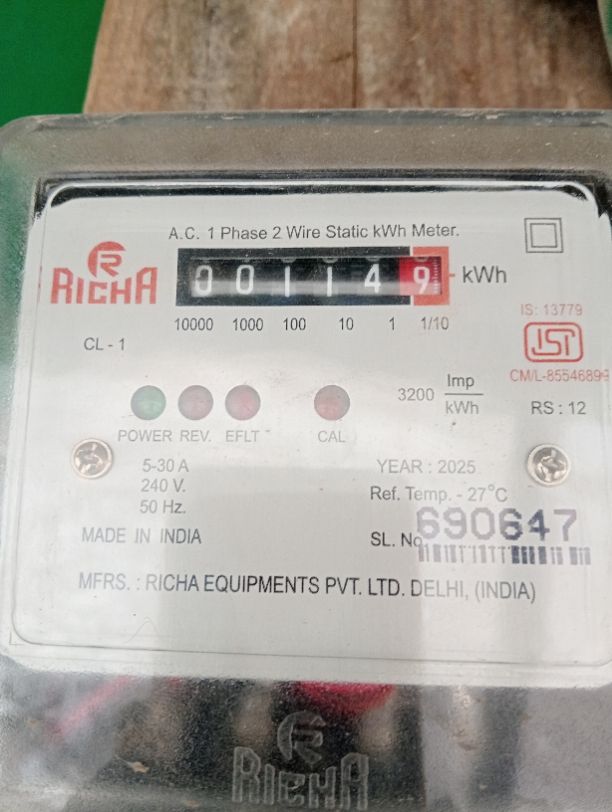 A.C. 1 Phase 2 Wire Static kWh Meter.
R
RICHA
001149 kWh
10000 1000 100 10 1 1/10
IS: 13779
ISI
CM/L-85546899
CL - 1
3200 Imp/kWh
RS : 12
POWER REV. EFLT CAL
5-30 A
240 V.
50 Hz.
YEAR : 2025
Ref. Temp. - 27°C
MADE IN INDIA
SL. No. 690647
MFRS. : RICHA EQUIPMENTS PVT. LTD. DELHI, (INDIA)
R
RICHA